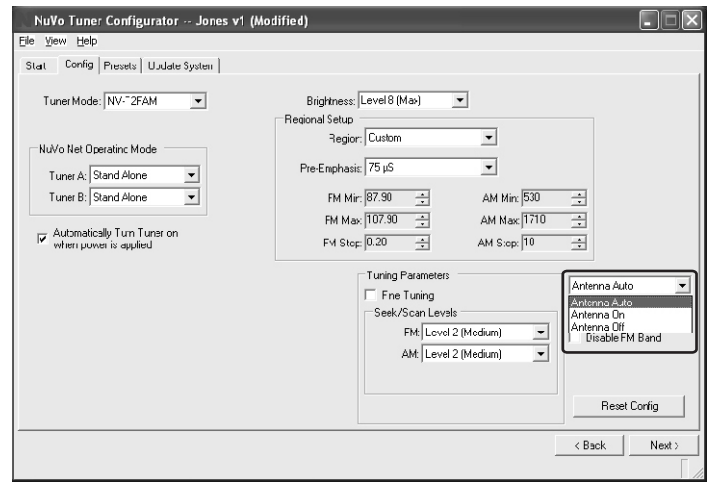 NuVo Tuner Configurator -- Jones v1 (Modified)
File View Help
Start Config Presets Update System
Tuner Mode: NV-T2FAM
Brightness: Level 8 (Max)
NuVo Net Operating Mode
Tuner A: Stand Alone
Tuner B: Stand Alone
Automatically Turn Tuner on
when power is applied
Regional Setup
Region: Custom
Pre-Emphasis: 75 µS
FM Min: 87.90 AM Min: 530
FM Max: 107.90 AM Max: 1710
FM Step: 0.20 AM Step: 10
Tuning Parameters
Fine Tuning
Seek/Scan Levels
FM: Level 2 (Medium)
AM: Level 2 (Medium)
Antenna Auto
Antenna Auto
Antenna On
Antenna Off
Disable FM Band
Reset Config
< Back Next >